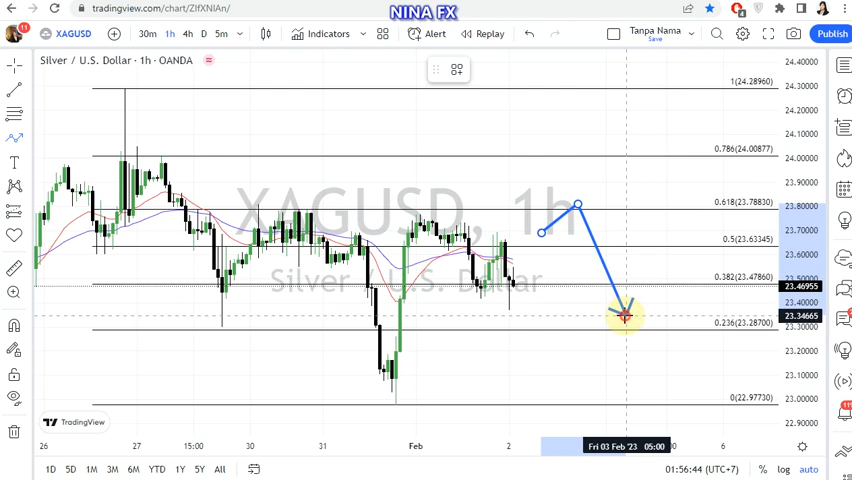 tradingview.com/chart/ZIfXNIAn/
NINA FX
4
11
XAGUSD
30m 1h 4h D 5m
Indicators
Alert
Replay
Tanpa Nama
Save
Publish
Silver / U.S. Dollar · 1h · OANDA
XAGUSD, 1h
Silver / U.S. Dollar
1(24.28960)
0.786(24.00877)
0.618(23.78830)
0.5(23.63345)
0.382(23.47860)
0.236(23.28700)
0(22.97730)
24.40000
24.30000
24.20000
24.10000
24.00000
23.90000
23.80000
23.70000
23.60000
23.50000
23.46955
23.40000
23.34665
23.30000
23.20000
23.10000
23.00000
22.90000
TradingView
26 27 15:00 30 31 Feb 2 Fri 03 Feb '23 05:00 6
1D 5D 1M 3M 6M YTD 1Y 5Y All
01:56:44 (UTC+7) % log auto